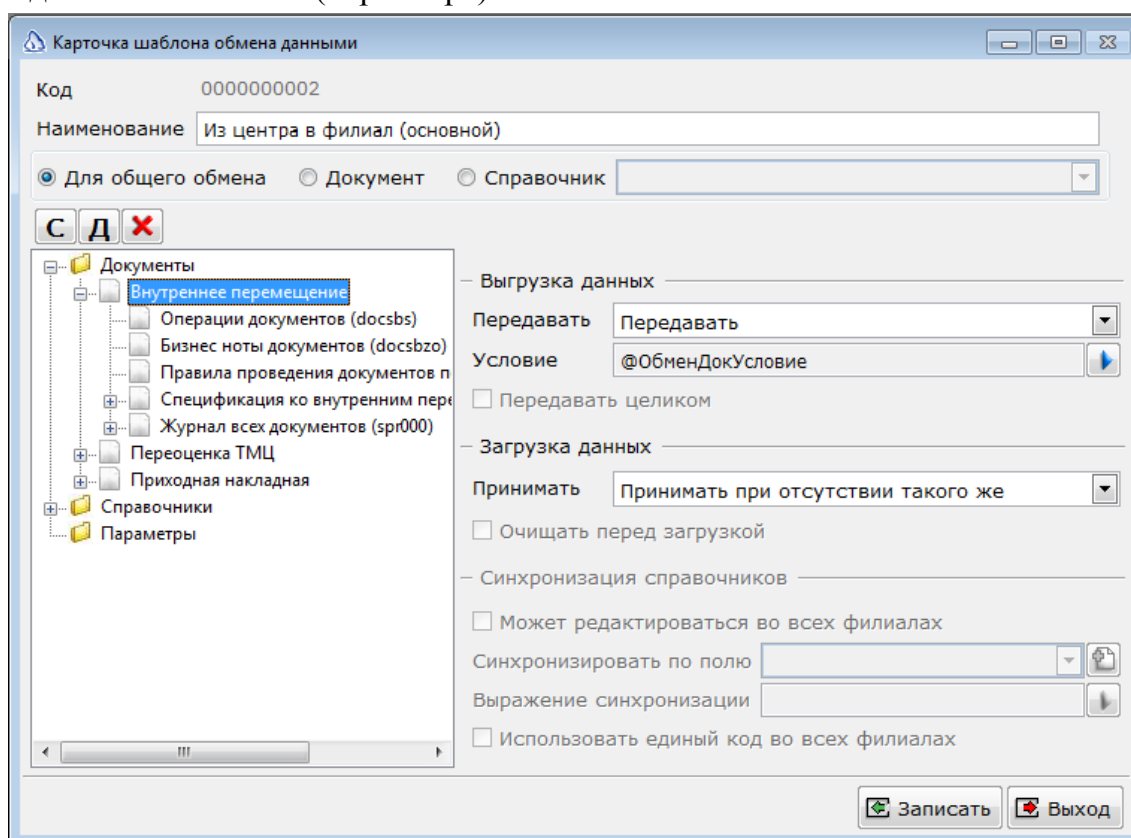 Карточка шаблона обмена данными
Код 0000000002
Наименование Из центра в филиал (основной)
Для общего обмена Документ Справочник
С Д
Документы
Внутреннее перемещение
Операции документов (docsbs)
Бизнес ноты документов (docsbzo)
Правила проведения документов п
Спецификация ко внутренним пере
Журнал всех документов (spr000)
Переоценка ТМЦ
Приходная накладная
Справочники
Параметры
Выгрузка данных
Передавать Передавать
Условие @ОбменДокУсловие
Передавать целиком
Загрузка данных
Принимать Принимать при отсутствии такого же
Очищать перед загрузкой
Синхронизация справочников
Может редактироваться во всех филиалах
Синхронизировать по полю
Выражение синхронизации
Использовать единый код во всех филиалах
Записать Выход